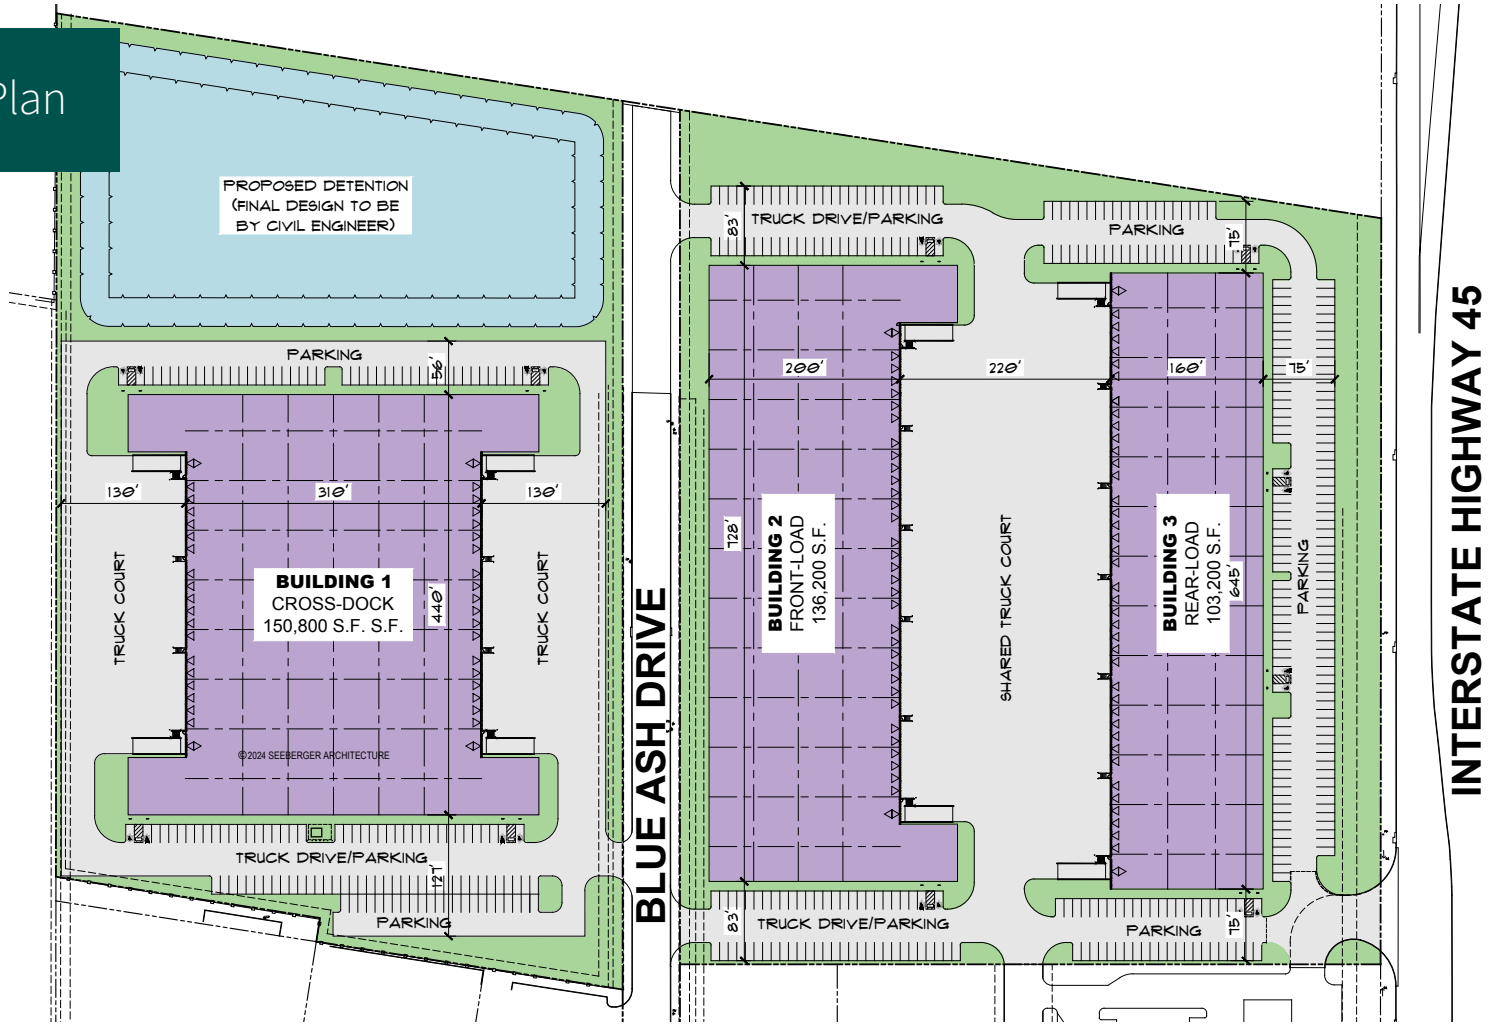 Plan
PROPOSED DETENTION
(FINAL DESIGN TO BE
BY CIVIL ENGINEER)
PARKING
56'
130'
310'
130'
TRUCK COURT
BUILDING 1
CROSS-DOCK
150,800 S.F. S.F.
440'
TRUCK COURT
©2024 SEEBERGER ARCHITECTURE
TRUCK DRIVE/PARKING
127'
PARKING
BLUE ASH DRIVE
83'
TRUCK DRIVE/PARKING
PARKING
75'
200'
220'
160'
75'
728'
BUILDING 2
FRONT-LOAD
136,200 S.F.
SHARED TRUCK COURT
BUILDING 3
REAR-LOAD
103,200 S.F.
645'
PARKING
83'
TRUCK DRIVE/PARKING
PARKING
75'
INTERSTATE HIGHWAY 45